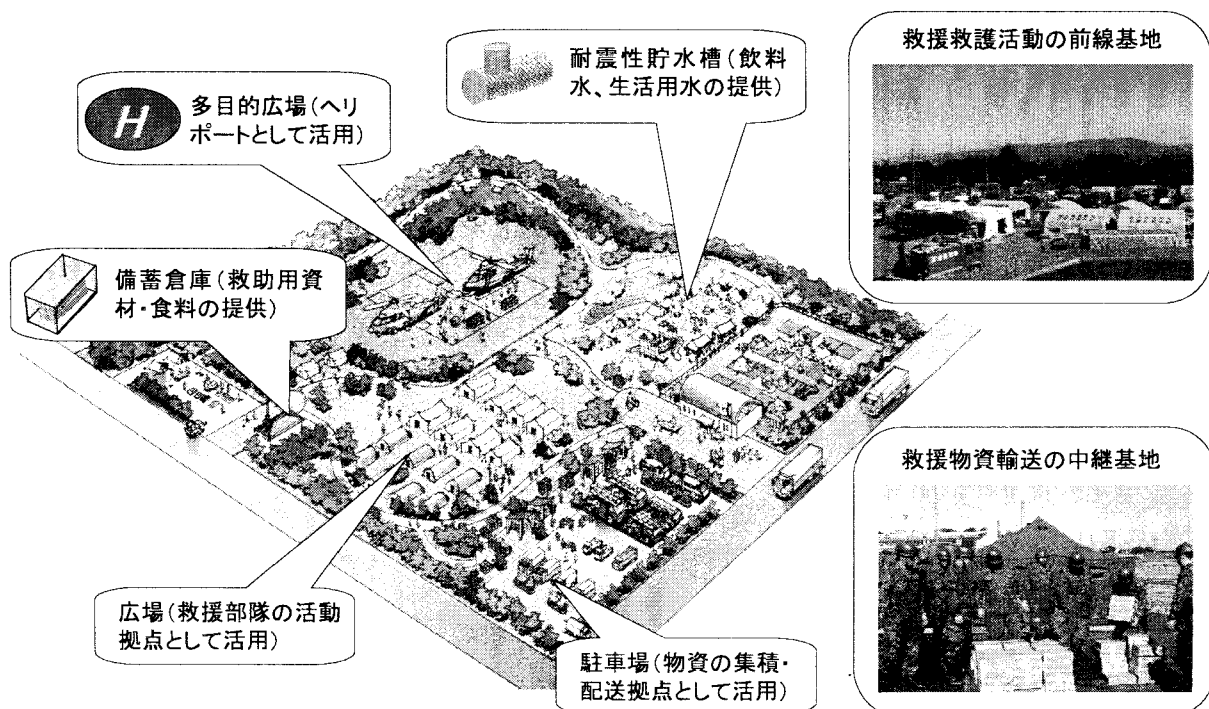 救援救護活動の前線基地
耐震性貯水槽(飲料
水、生活用水の提供)
H
多目的広場(ヘリ
ポートとして活用)
備蓄倉庫(救助用資
材・食料の提供)
救援物資輸送の中継基地
広場(救援部隊の活動
拠点として活用)
駐車場(物資の集積・
配送拠点として活用)